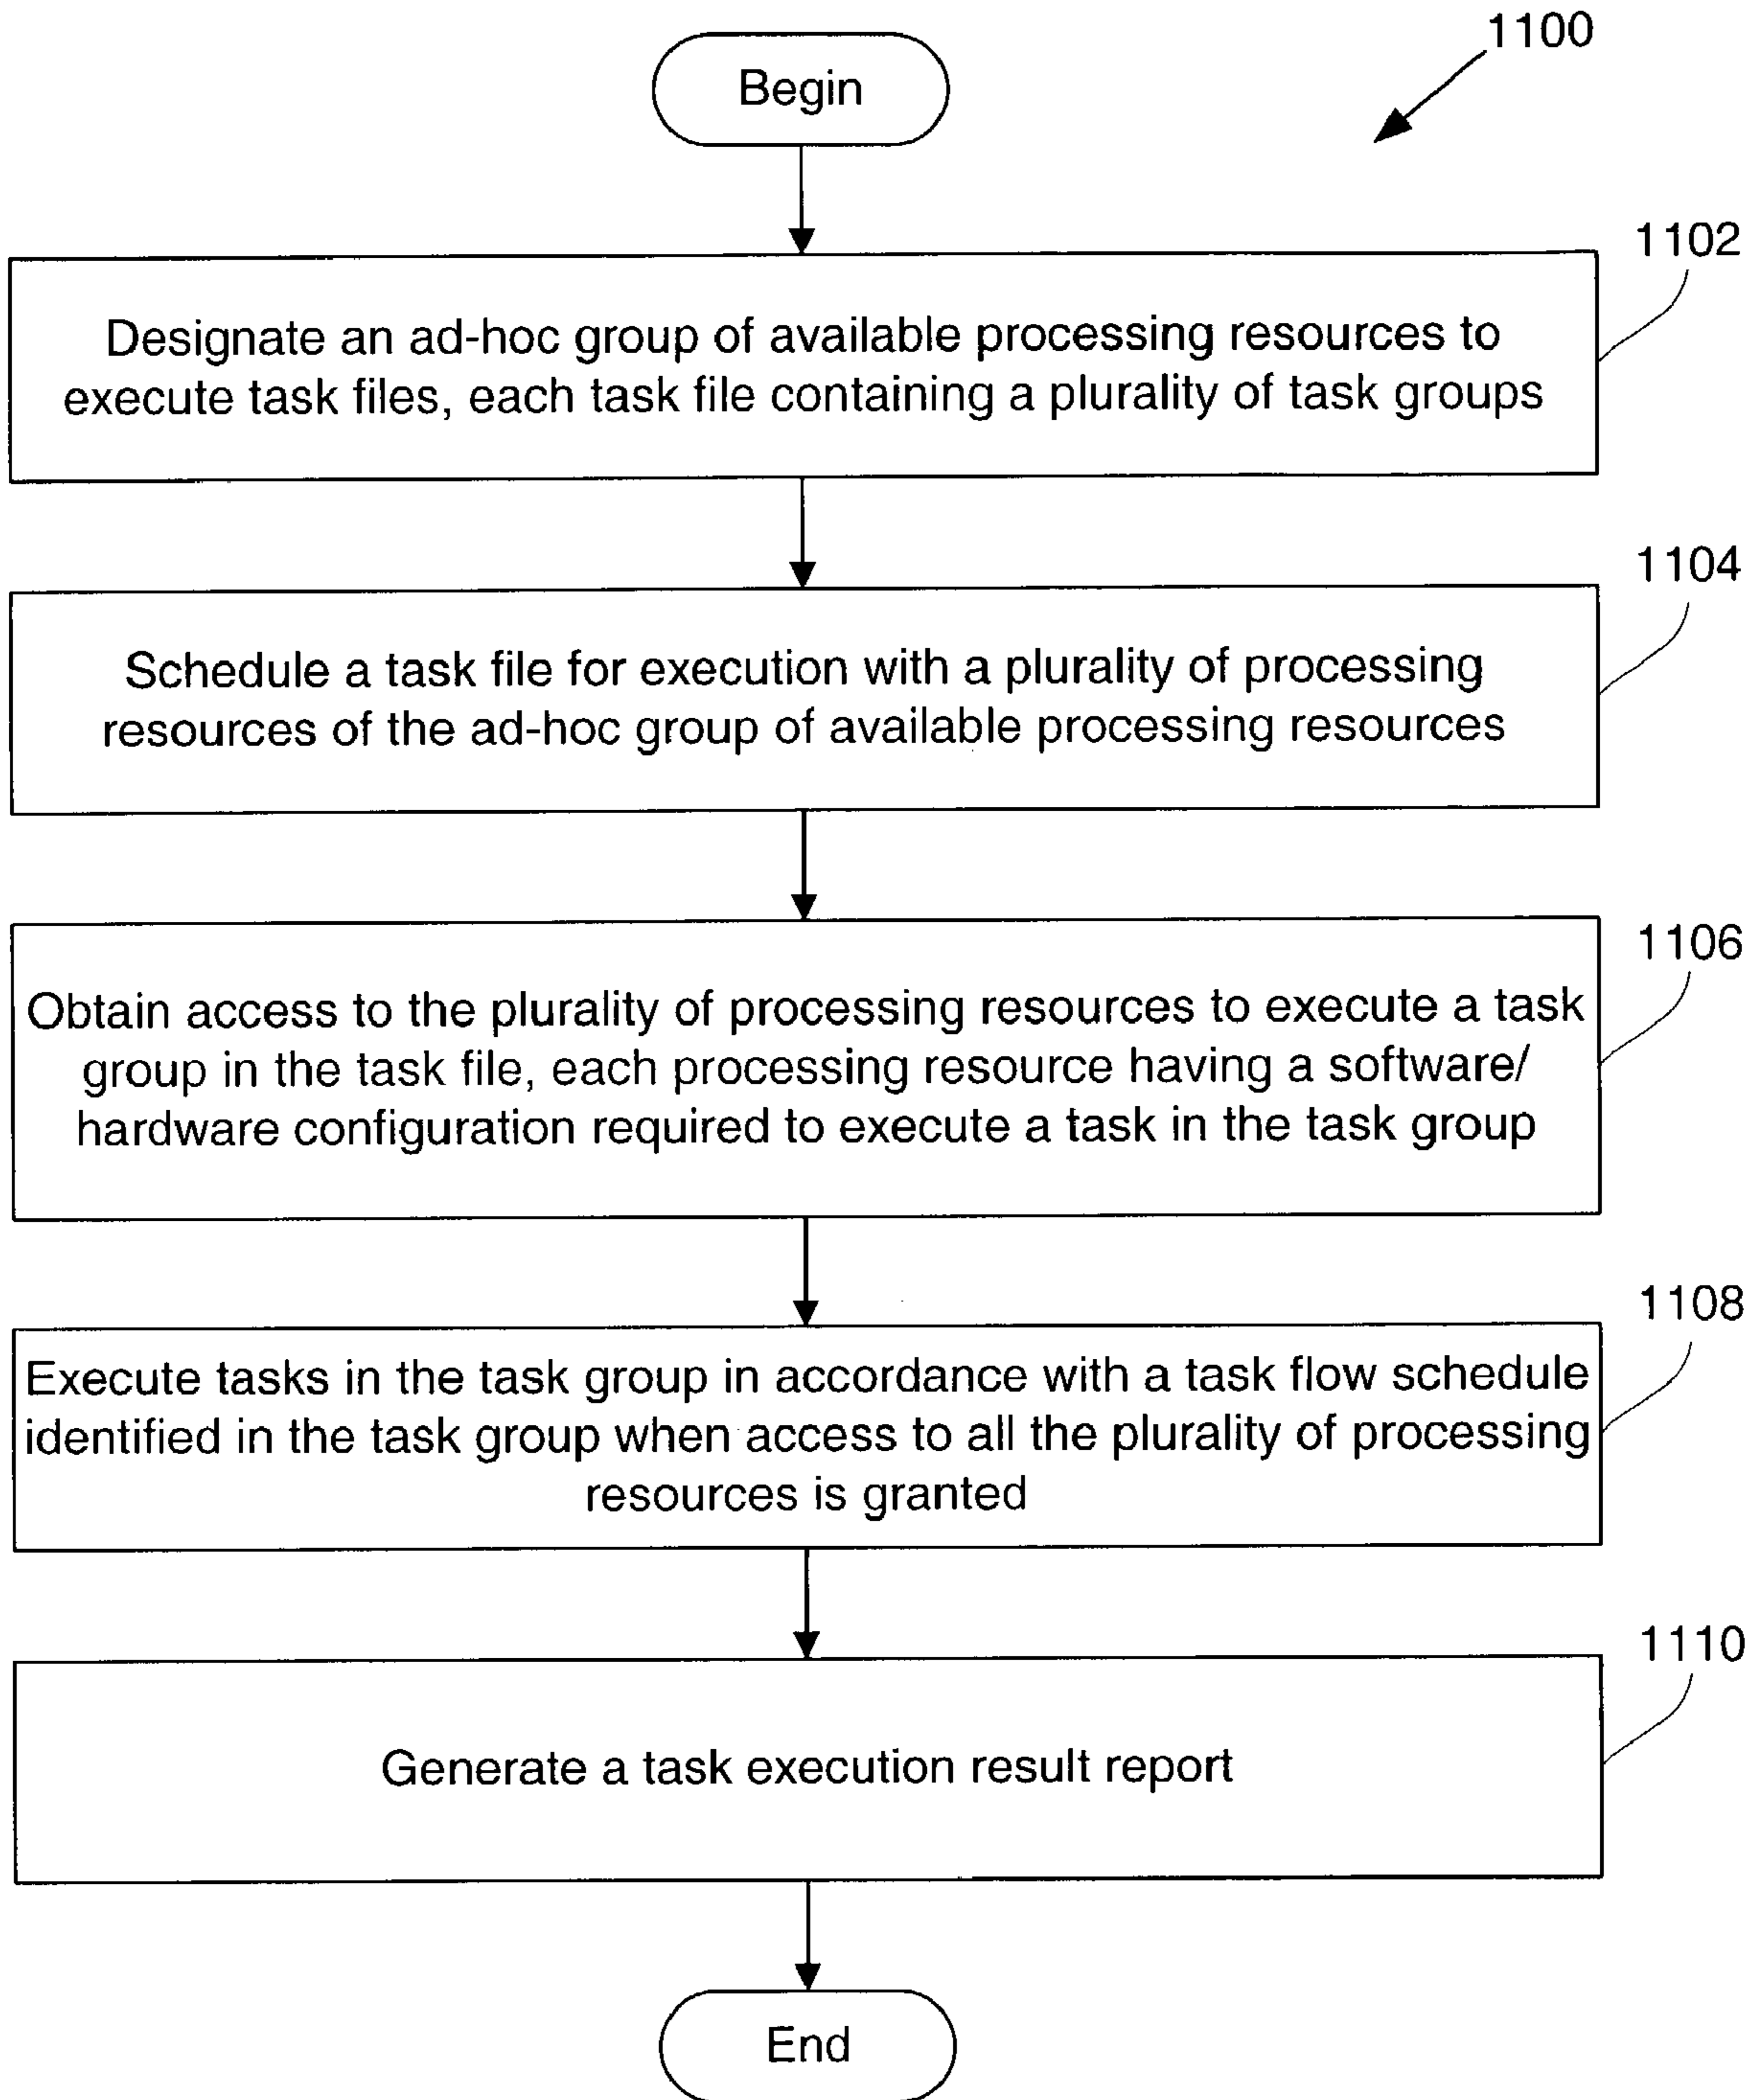 1100
Begin
1102
Designate an ad-hoc group of available processing resources to
execute task files, each task file containing a plurality of task groups
1104
Schedule a task file for execution with a plurality of processing
resources of the ad-hoc group of available processing resources
1106
Obtain access to the plurality of processing resources to execute a task
group in the task file, each processing resource having a software/
hardware configuration required to execute a task in the task group
1108
Execute tasks in the task group in accordance with a task flow schedule
identified in the task group when access to all the plurality of processing
resources is granted
1110
Generate a task execution result report
End